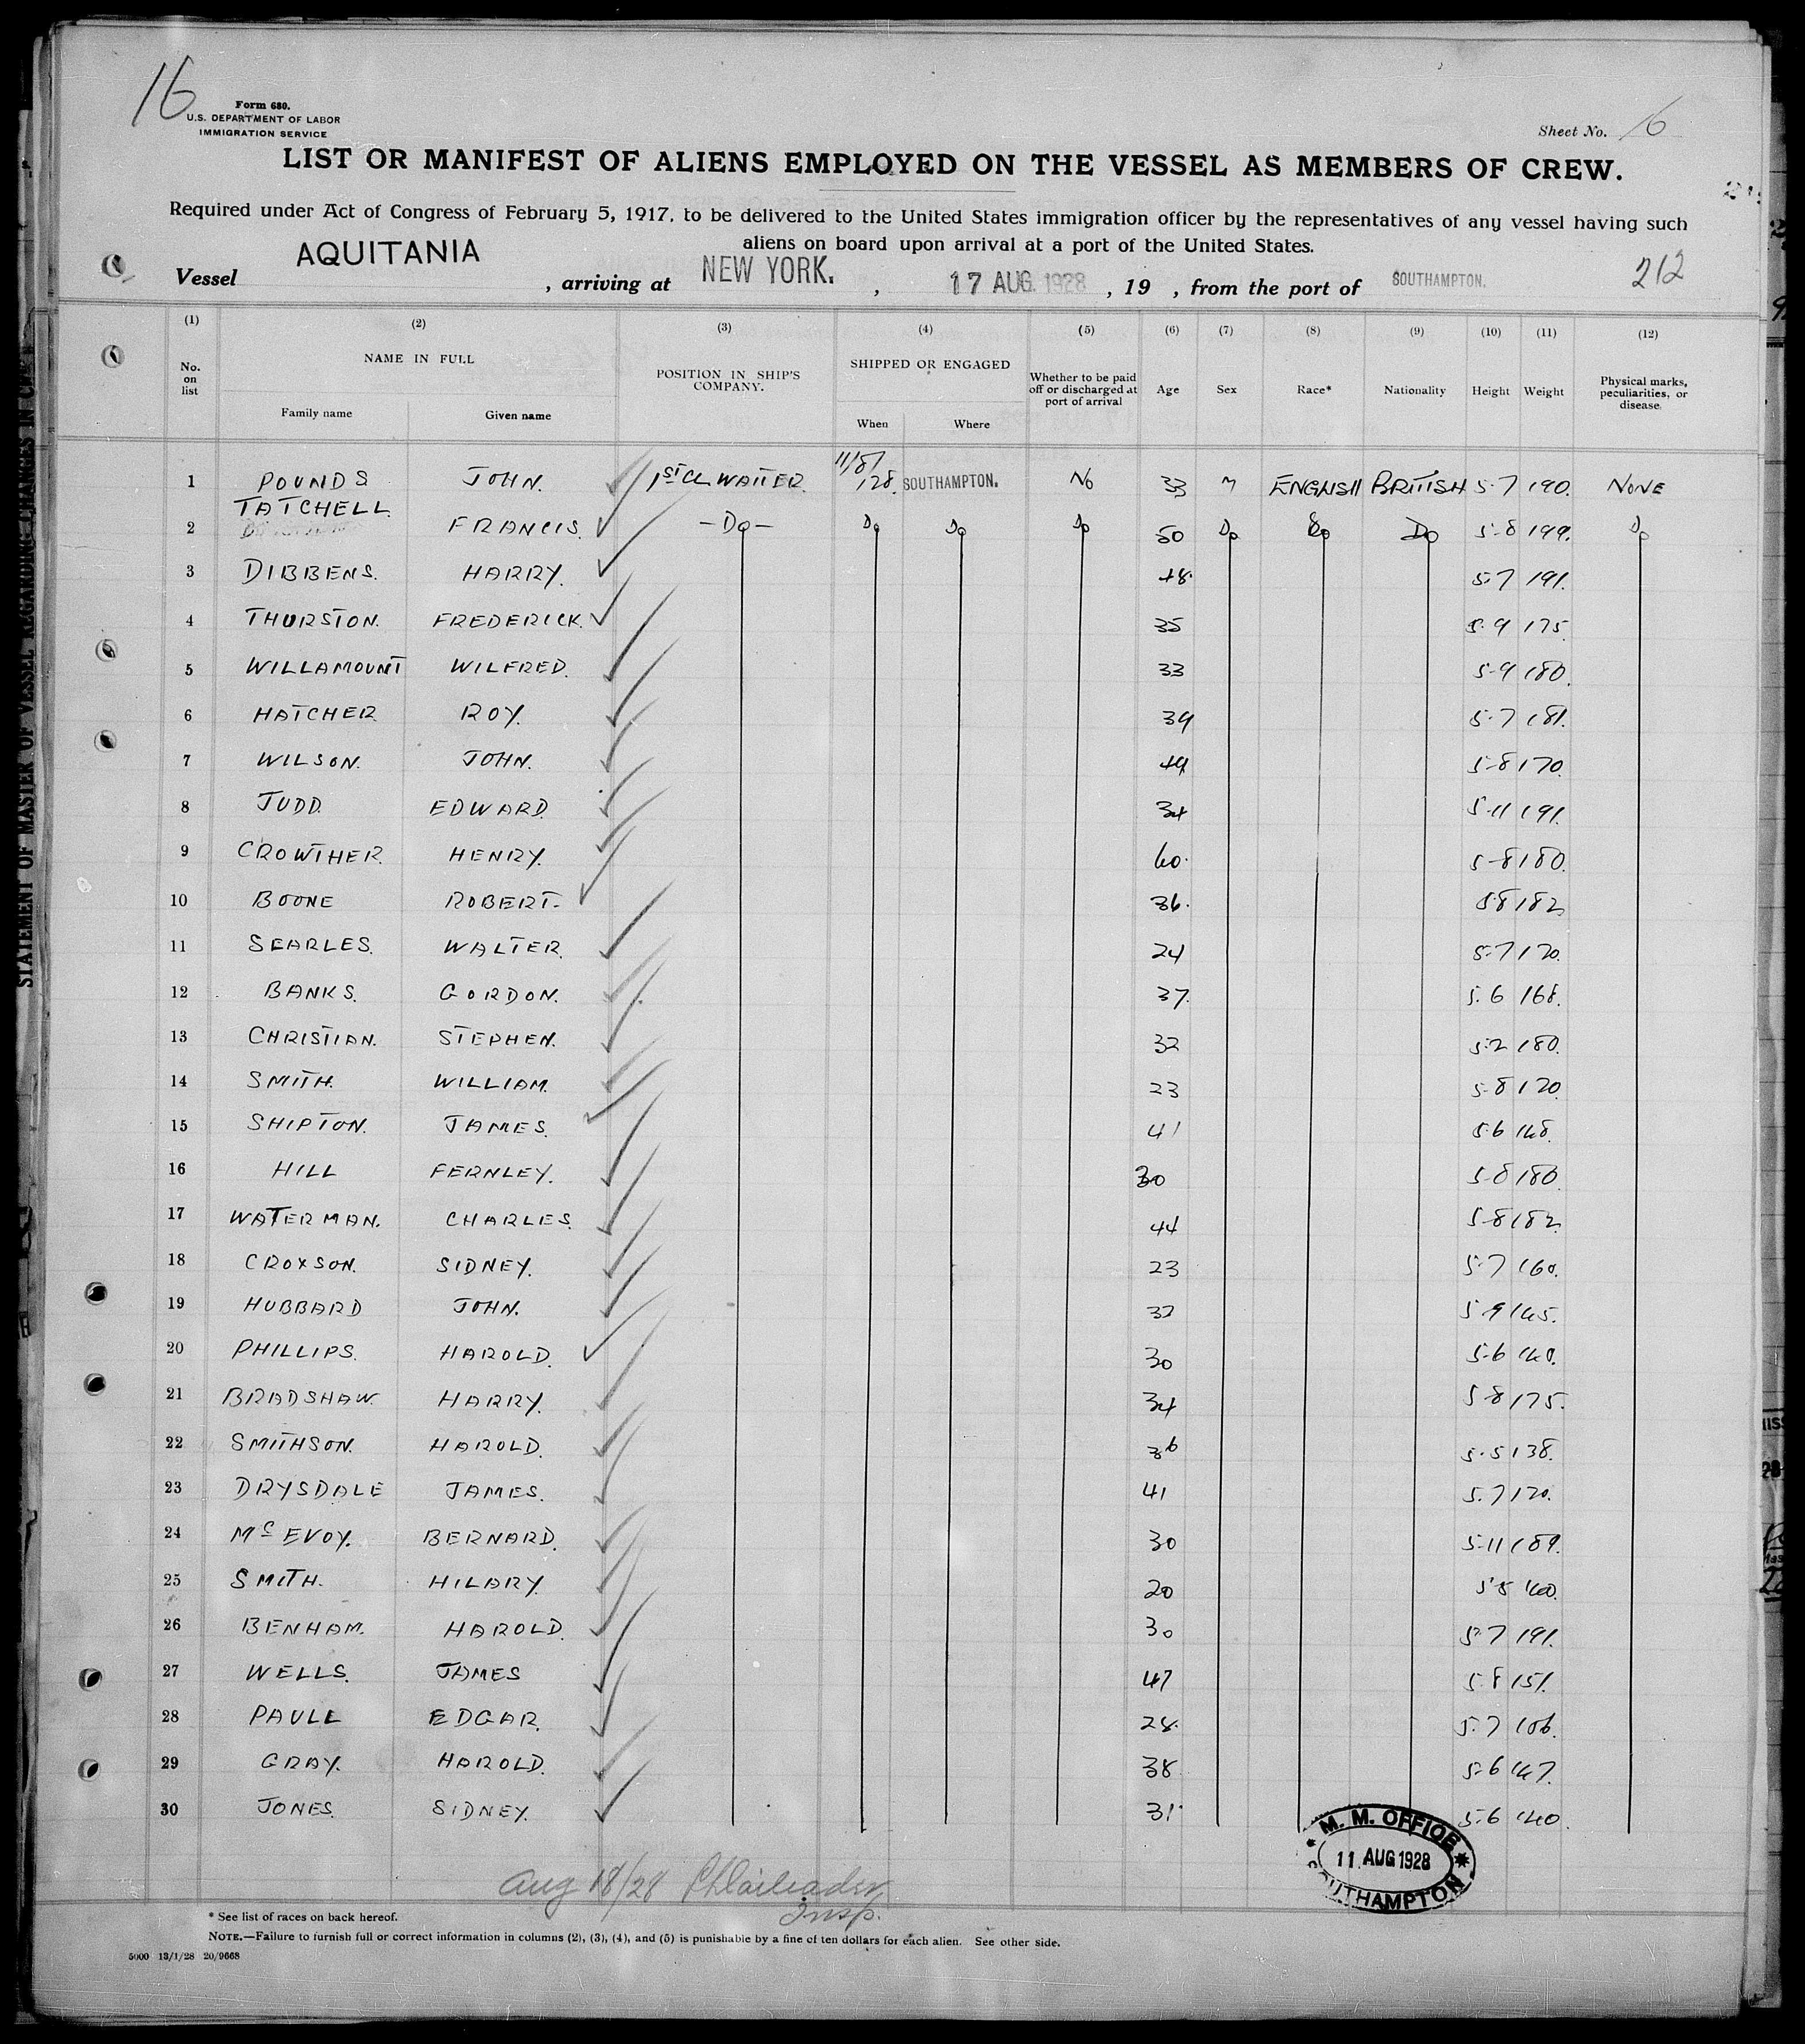 16
Form 680.
U.S. DEPARTMENT OF LABOR
IMMIGRATION SERVICE
Sheet No. 16
LIST OR MANIFEST OF ALIENS EMPLOYED ON THE VESSEL AS MEMBERS OF CREW.
Required under Act of Congress of February 5, 1917, to be delivered to the United States immigration officer by the representatives of any vessel having such
aliens on board upon arrival at a port of the United States.
Vessel AQUITANIA, arriving at NEW YORK., 17 AUG. 1928, 19 , from the port of SOUTHAMPTON. 212
(1) (2) (3) (4) (5) (6) (7) (8) (9) (10) (11) (12)
No. on list NAME IN FULL Family name Given name POSITION IN SHIP'S COMPANY. SHIPPED OR ENGAGED When Where Whether to be paid off or discharged at port of arrival Age Sex Race* Nationality Height Weight Physical marks, peculiarities, or disease.
1 POUNDS JOHN. 1ST CL WAITER 11/8/28. SOUTHAMPTON. No 33 M ENGLISH BRITISH 5.7 190. NONE
2 TATCHELL. FRANCIS. -Do- Do Do Do 50 Do Do Do 5-8 199. Do
3 DIBBENS. HARRY. 48. 5.7 191.
4 THURSTON. FREDERICK. 35 5.9 175.
5 WILLAMOUNT WILFRED. 33 5-9 180.
6 HATCHER ROY. 39 5.7 181.
7 WILSON. JOHN. 49 5-8 170.
8 JUDD. EDWARD. 34 5.11 191.
9 CROWTHER. HENRY. 60. 5-8 180.
10 BOONE ROBERT. 36. 5.8 182
11 SEARLES. WALTER. 24 5.7 170.
12 BANKS. GORDON. 37. 5.6 168.
13 CHRISTIAN. STEPHEN. 32 5.2 180.
14 SMITH. WILLIAM. 23 5-8 170
15 SHIPTON. JAMES. 41 5.6 148.
16 HILL FERNLEY. 30 5-8 180.
17 WATERMAN. CHARLES. 44 5-8 182.
18 CROXSON. SIDNEY. 23 5.7 160.
19 HUBBARD JOHN. 32 5.9 145.
20 PHILLIPS. HAROLD. 30 5.6 140.
21 BRADSHAW. HARRY. 34 5-8 175.
22 SMITHSON. HAROLD. 36 5.5 138.
23 DRYSDALE JAMES. 41 5.7 170.
24 McEVOY. BERNARD. 30 5.11 189.
25 SMITH. HILARY. 20 5.8 160.
26 BENHAM. HAROLD. 30 5.7 191.
27 WELLS. JAMES 47 5.8 151.
28 PAULL EDGAR. 28. 5.7
29 GRAY. HAROLD. 38 5.6 147.
30 JONES. SIDNEY. 31 5.6 140.
M. M. OFFICE
11 AUG 1928
SOUTHAMPTON
Aug 18/28
Insp.
* See list of races on back hereof.
NOTE.—Failure to furnish full or correct information in columns (2), (3), (4), and (5) is punishable by a fine of ten dollars for each alien. See other side.
5000 13/1/28 20/9668